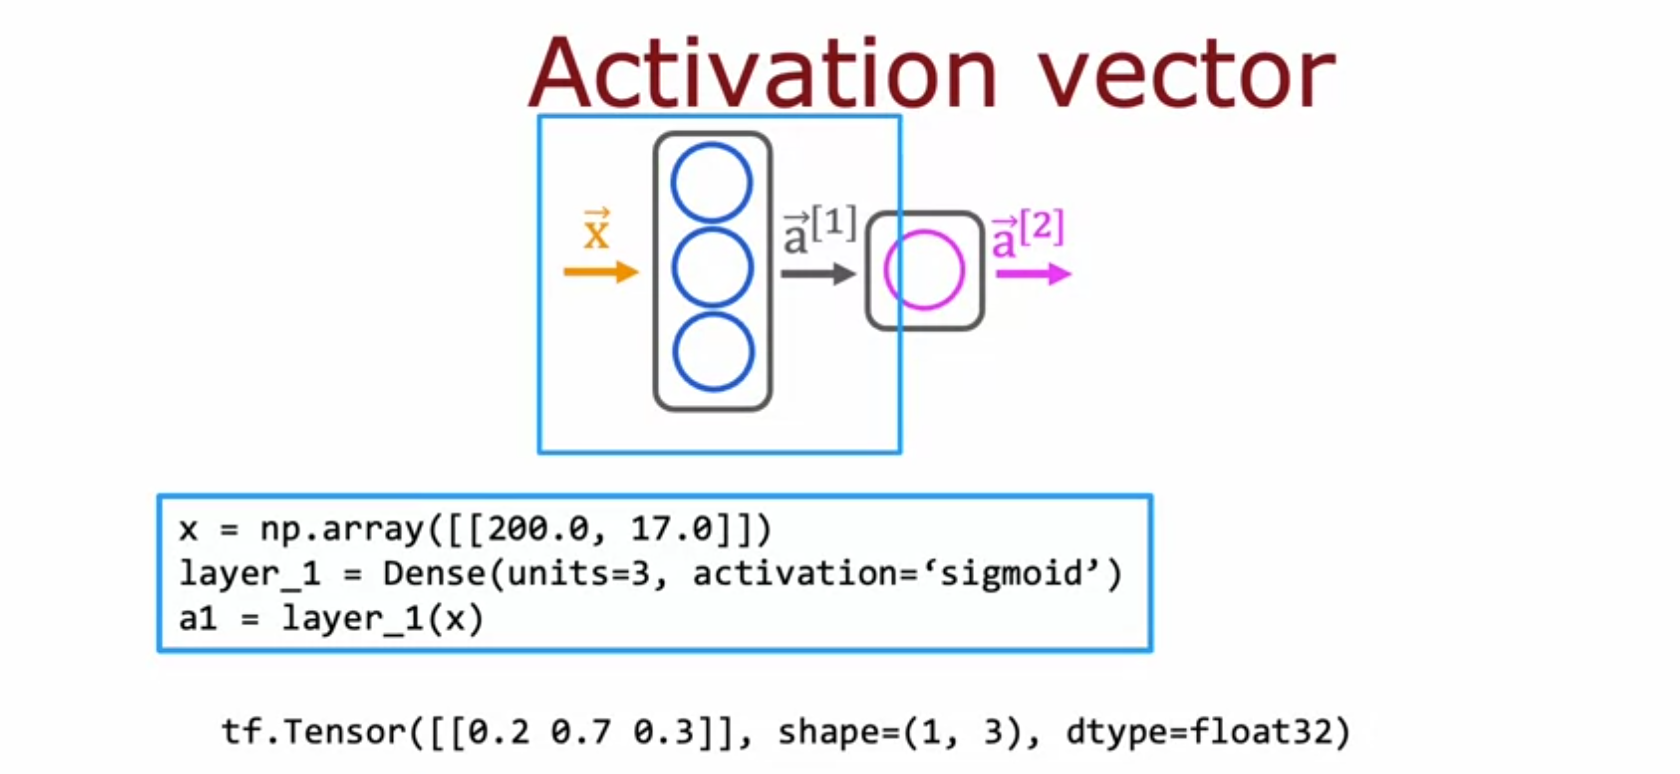 Activation vector
x⃗
a⃗[1]
a⃗[2]
x = np.array([[200.0, 17.0]])
layer_1 = Dense(units=3, activation=‘sigmoid’)
a1 = layer_1(x)
tf.Tensor([[0.2 0.7 0.3]], shape=(1, 3), dtype=float32)